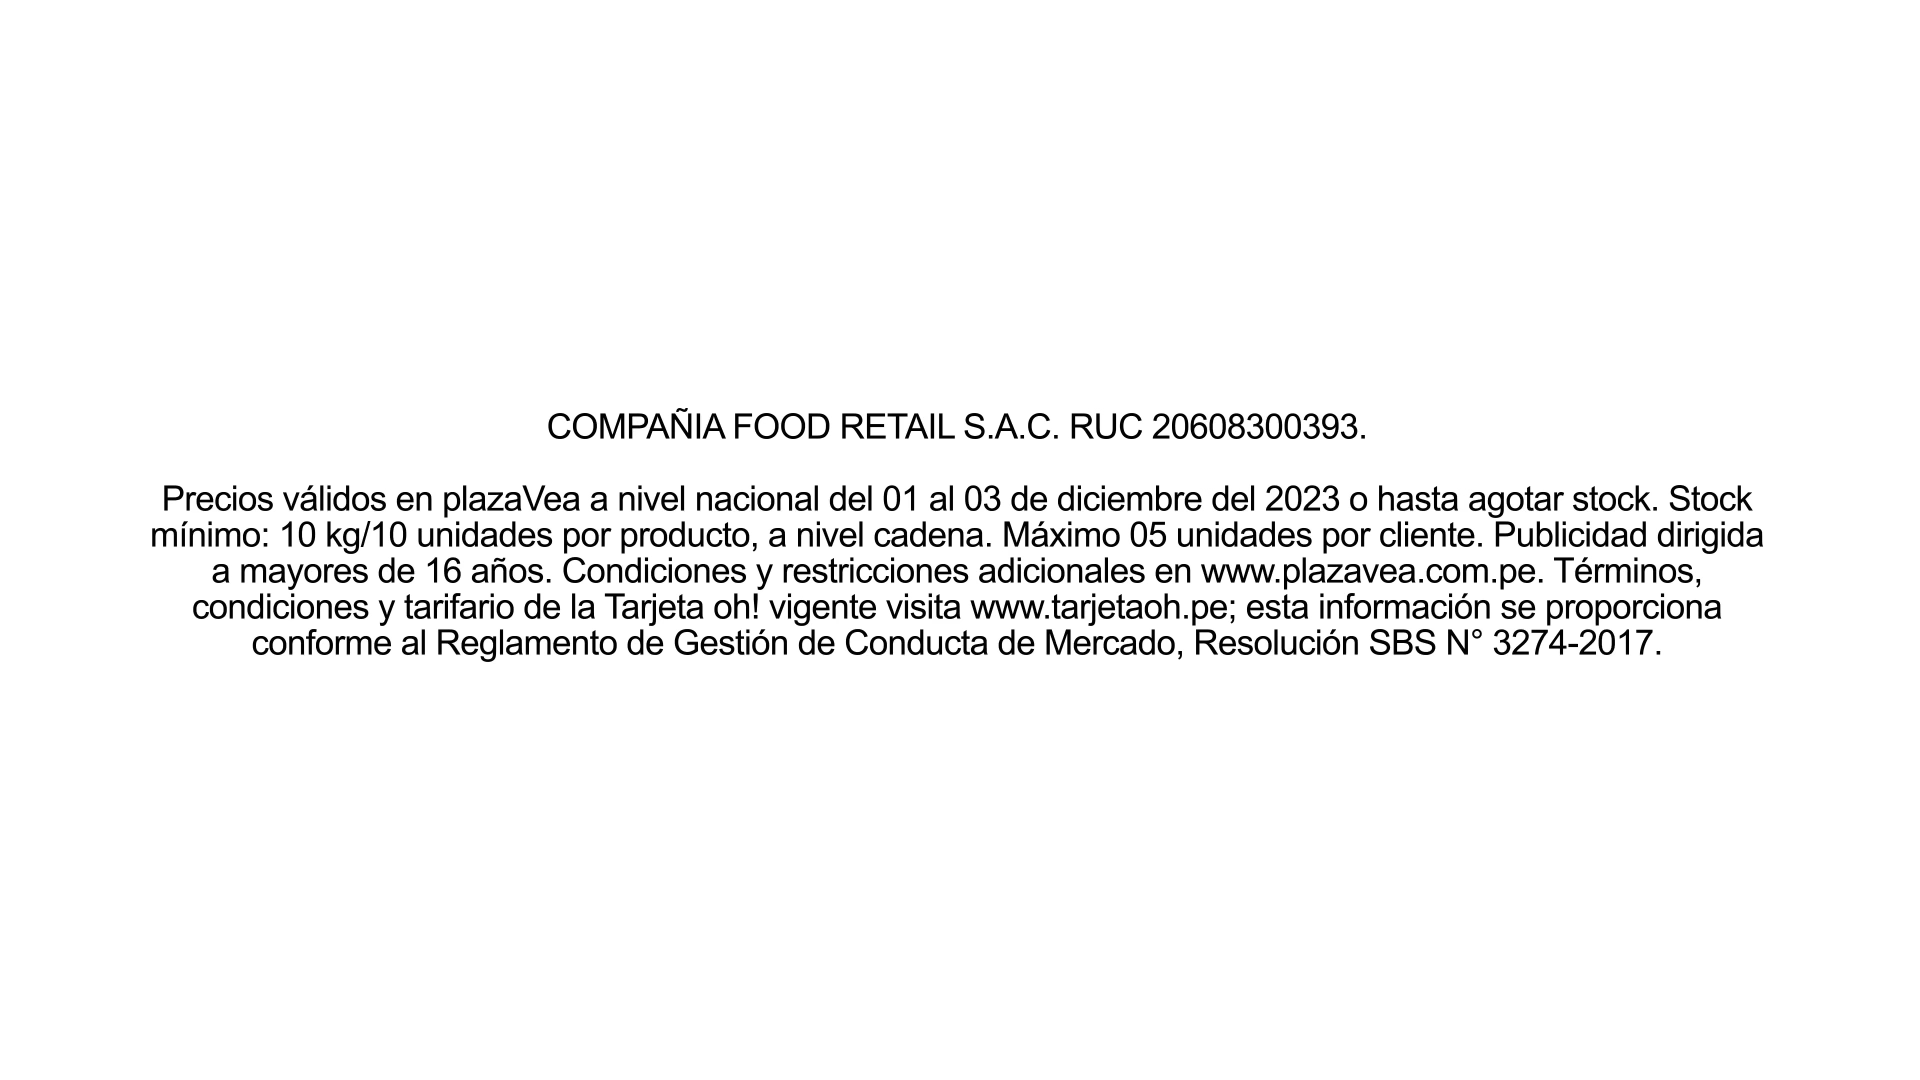 COMPAÑIA FOOD RETAIL S.A.C. RUC 20608300393.
Precios válidos en plazaVea a nivel nacional del 01 al 03 de diciembre del 2023 o hasta agotar stock. Stock
mínimo: 10 kg/10 unidades por producto, a nivel cadena. Máximo 05 unidades por cliente. Publicidad dirigida
a mayores de 16 años. Condiciones y restricciones adicionales en www.plazavea.com.pe. Términos,
condiciones y tarifario de la Tarjeta oh! vigente visita www.tarjetaoh.pe; esta información se proporciona
conforme al Reglamento de Gestión de Conducta de Mercado, Resolución SBS N° 3274-2017.